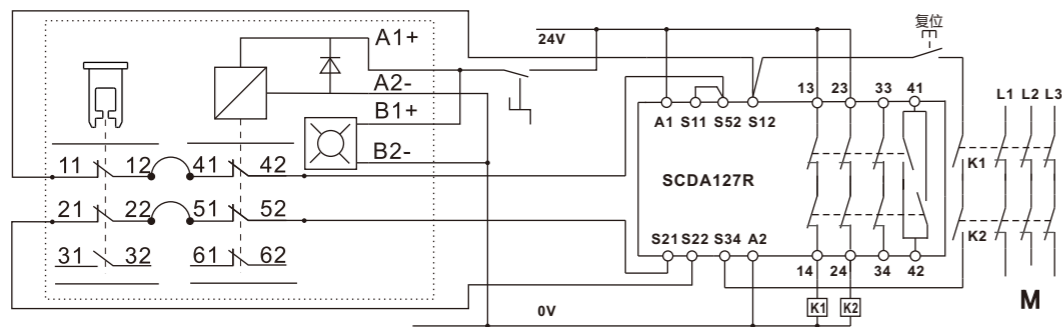 复位
24V
A1+
A2-
B1+
B2-
11 12 41 42
21 22 51 52
31 32 61 62
13 23 33 41
A1 S11 S52 S12
SCDA127R
S21 S22 S34 A2
14 24 34 42
K1 K2
0V
L1 L2 L3
K1
K2
M